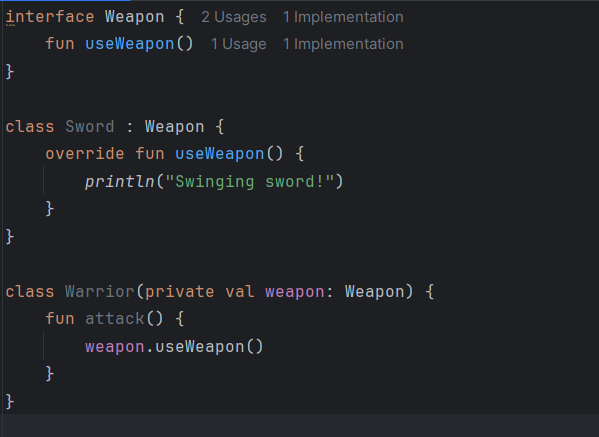 interface Weapon {   2 Usages   1 Implementation
    fun useWeapon()   1 Usage   1 Implementation
}

class Sword : Weapon {
    override fun useWeapon() {
        println("Swinging sword!")
    }
}

class Warrior(private val weapon: Weapon) {
    fun attack() {
        weapon.useWeapon()
    }
}